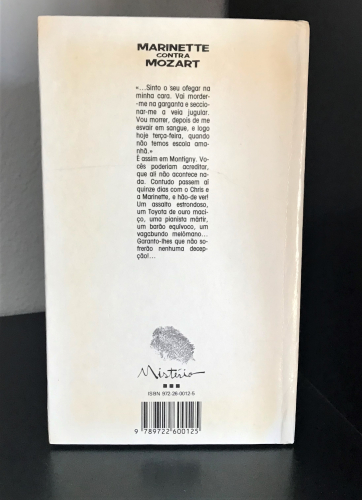 MARINETTE
CONTRA
MOZART
«...Sinto o seu ofegar na
minha cara. Vai morder-
me na garganta e seccio-
nar-me a veia jugular.
Vou morrer, depois de me
esvair em sangue, e logo
hoje terça-feira, quando
não temos escola ama-
nhã.»
É assim em Montigny. Vo-
cês poderiam acreditar,
que ali não acontece na-
da. Contudo passem aí
quinze dias com o Chris e
a Marinette, e hão-de ver!
Um assalto estrondoso,
um Toyota de ouro maci-
ço, uma pianista mártir,
um barão equívoco, um
vagabundo melómano...
Garanto-lhes que não so-
frerão nenhuma decep-
ção!...
Mistério
ISBN 972-26-0012-5
9 789722 600125